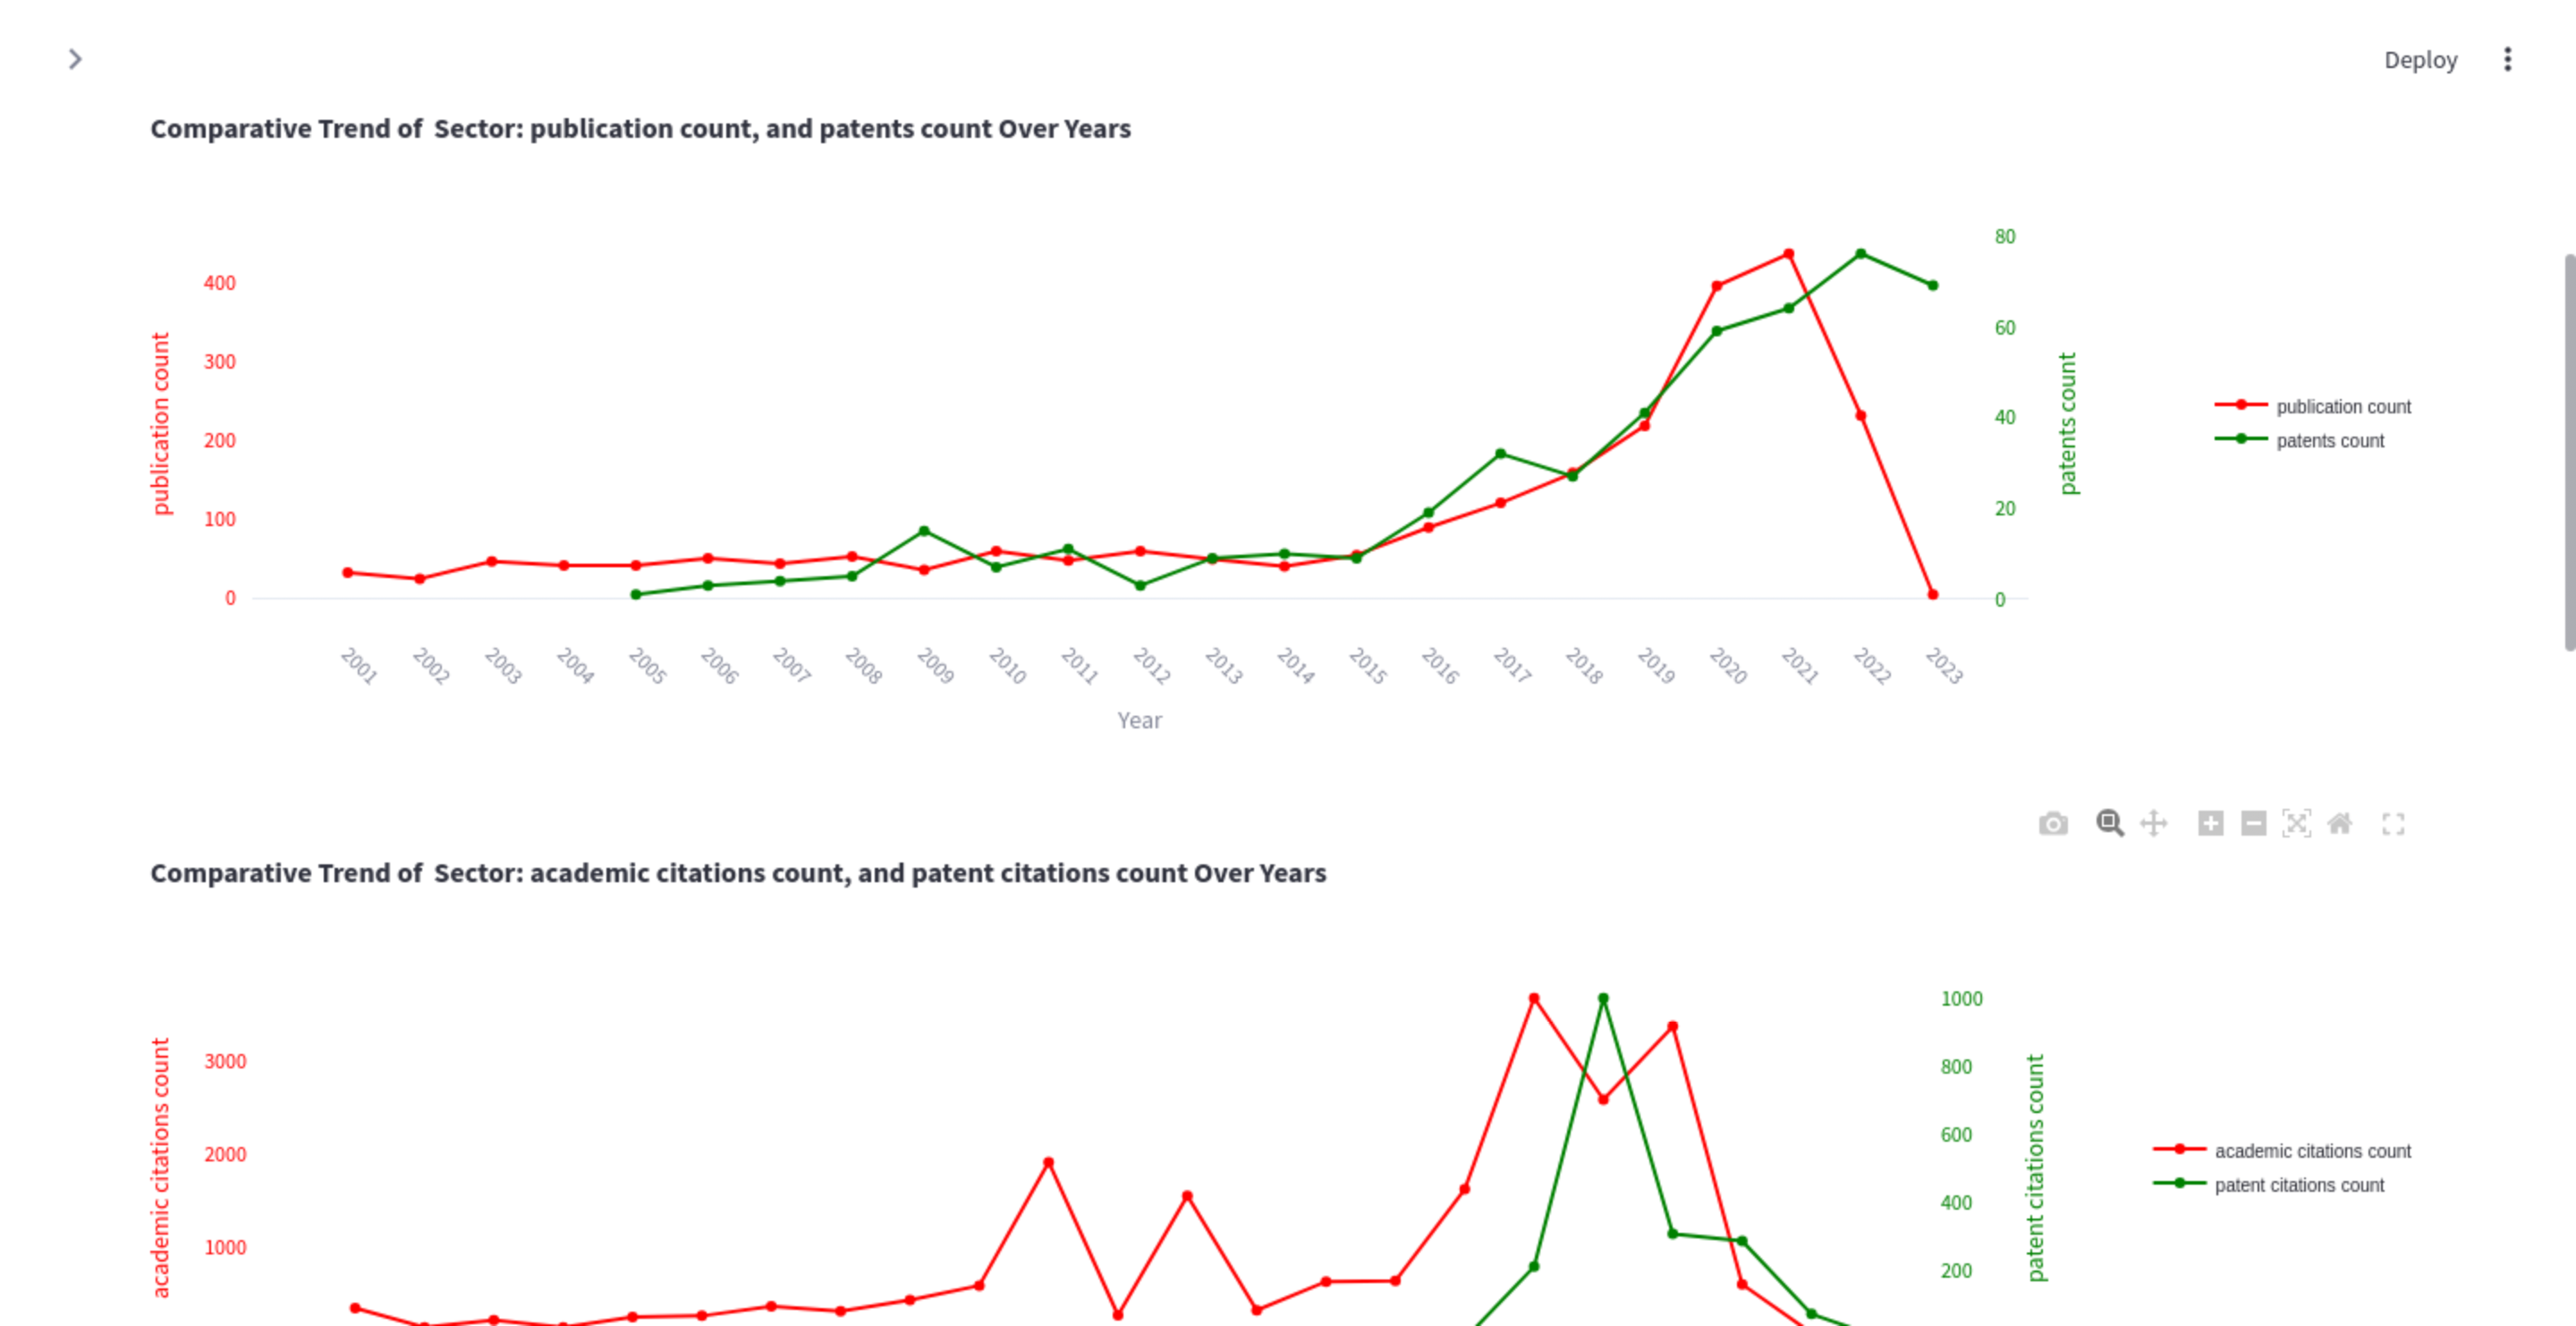 Deploy
Comparative Trend of  Sector: publication count, and patents count Over Years
80
400
60
300
publication count
patents count
publication count
40
200
patents count
20
100
0
0
2001 2002 2003 2004 2005 2006 2007 2008 2009 2010 2011 2012 2013 2014 2015 2016 2017 2018 2019 2020 2021 2022 2023
Year
Comparative Trend of  Sector: academic citations count, and patent citations count Over Years
1000
3000
800
academic citations count
patent citations count
600
2000
academic citations count
patent citations count
400
1000
200